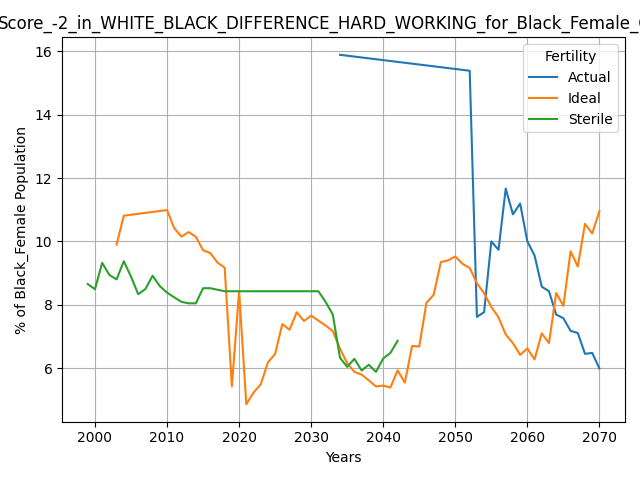 Score_-2_in_WHITE_BLACK_DIFFERENCE_HARD_WORKING_for_Black_Female_
% of Black_Female Population
16
14
12
10
8
6
Fertility
Actual
Ideal
Sterile
2000 2010 2020 2030 2040 2050 2060 2070
Years